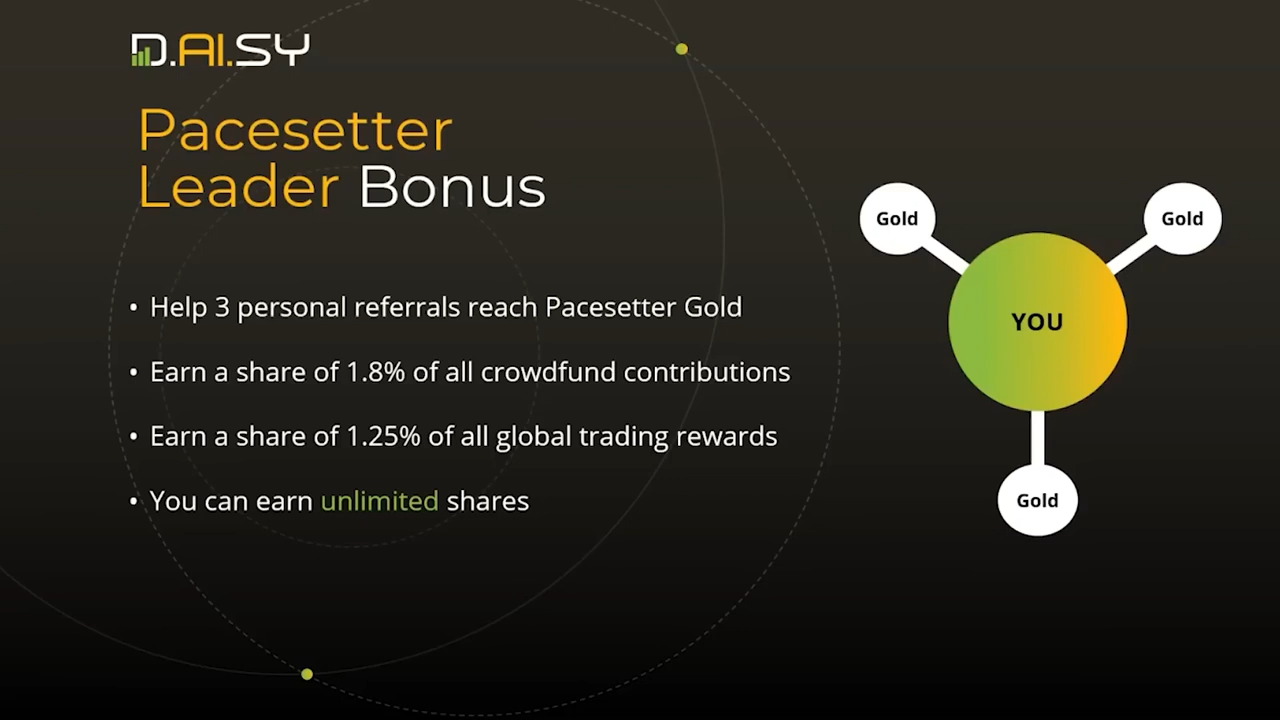 D.AI.SY
Pacesetter
Leader Bonus
• Help 3 personal referrals reach Pacesetter Gold
• Earn a share of 1.8% of all crowdfund contributions
• Earn a share of 1.25% of all global trading rewards
• You can earn unlimited shares
Gold
Gold
YOU
Gold